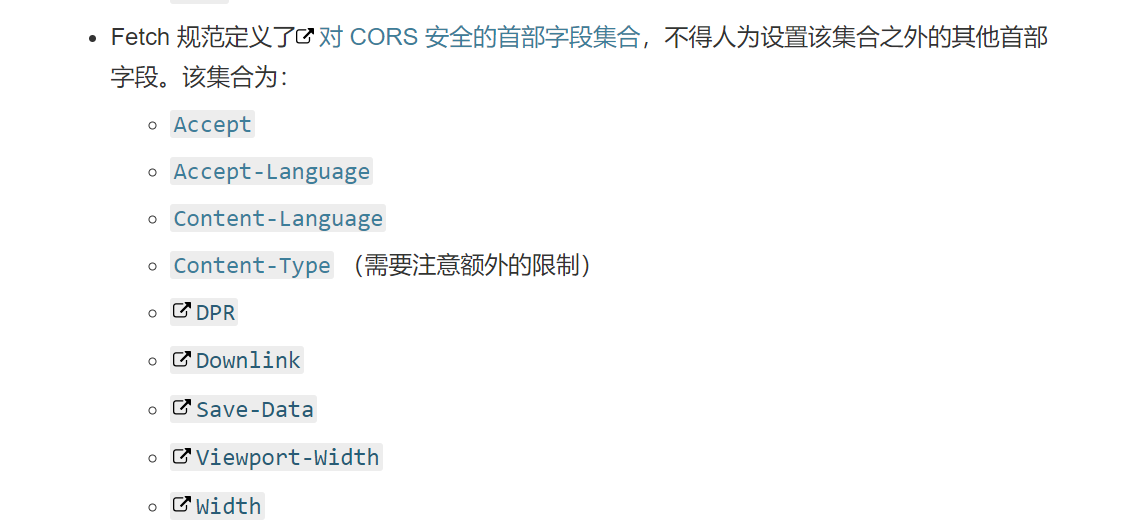 Fetch 规范定义了 对 CORS 安全的首部字段集合，不得人为设置该集合之外的其他首部
字段。该集合为：
Accept
Accept-Language
Content-Language
Content-Type （需要注意额外的限制）
DPR
Downlink
Save-Data
Viewport-Width
Width